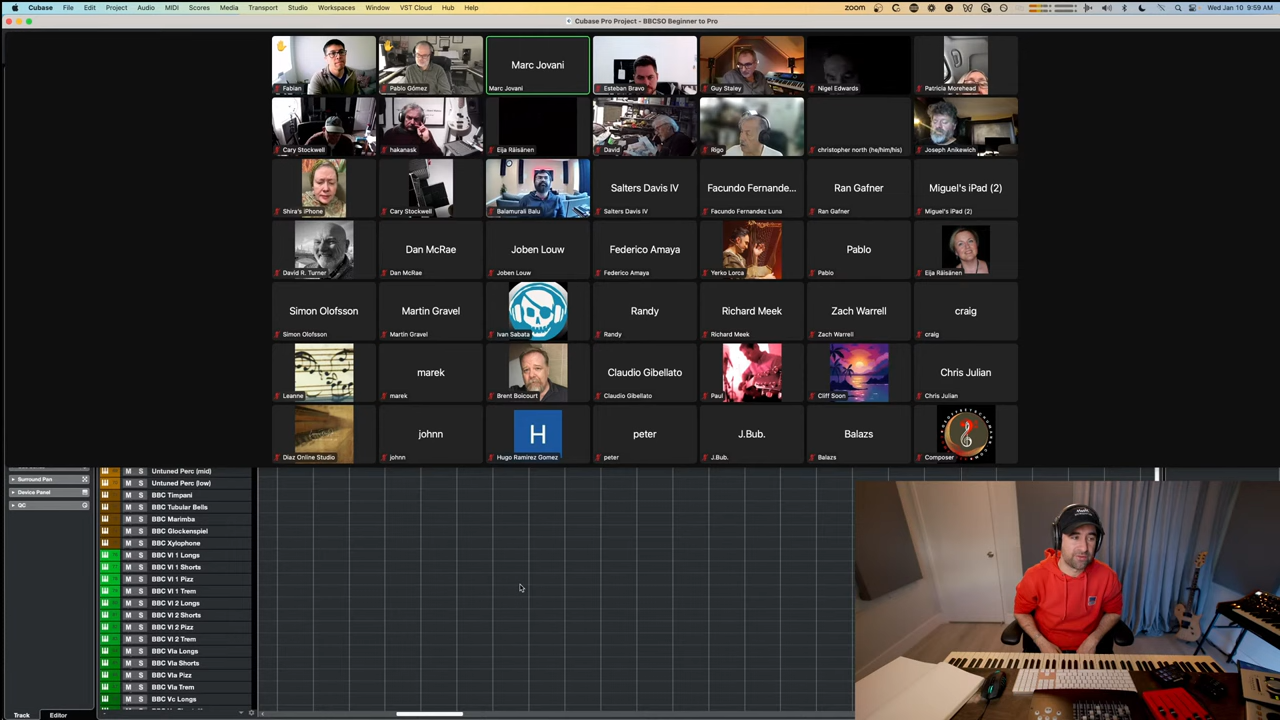 Cubase File Edit Project Audio MIDI Scores Media Transport Studio Workspaces Window VST Cloud Hub Help
zoom
Wed Jan 10 9:59 AM
Cubase Pro Project - BBCSO Beginner to Pro
Marc Jovani
Fabian Pablo Gómez Marc Jovani Esteban Bravo Guy Staley Nigel Edwards Patricia Morehead
Cary Stockwell hakanask Eija Räisänen David Rigo christopher north (he/him/his) Joseph Anikewich
Salters Davis IV Facundo Fernande... Ran Gafner Miguel's iPad (2)
Shira's iPhone Cary Stockwell Balamurali Balu Salters Davis IV Facundo Fernandez Luna Ran Gafner Miguel's iPad (2)
Dan McRae Joben Louw Federico Amaya Pablo
David R. Turner Dan McRae Joben Louw Federico Amaya Yerko Lorca Pablo Eija Räisänen
Simon Olofsson Martin Gravel Randy Richard Meek Zach Warrell craig
Simon Olofsson Martin Gravel Ivan Sabata Randy Richard Meek Zach Warrell craig
marek Claudio Gibellato Chris Julian
Leanne marek Brent Boicourt Claudio Gibellato Paul Cliff Soon Chris Julian
johnn H peter J.Bub. Balazs
Diaz Online Studio johnn Hugo Ramirez Gomez peter J.Bub. Balazs Composer
Untuned Perc (mid)
Surround Pan
M S Untuned Perc (low)
Device Panel
M S BBC Timpani
QC
M S BBC Tubular Bells
M S BBC Marimba
M S BBC Glockenspiel
M S BBC Xylophone
M S BBC Vl 1 Longs
M S BBC Vl 1 Shorts
M S BBC Vl 1 Pizz
M S BBC Vl 1 Trem
M S BBC Vl 2 Longs
M S BBC Vl 2 Shorts
M S BBC Vl 2 Pizz
M S BBC Vl 2 Trem
M S BBC Vla Longs
M S BBC Vla Shorts
M S BBC Vla Pizz
M S BBC Vla Trem
M S BBC Vc Longs
Track Editor